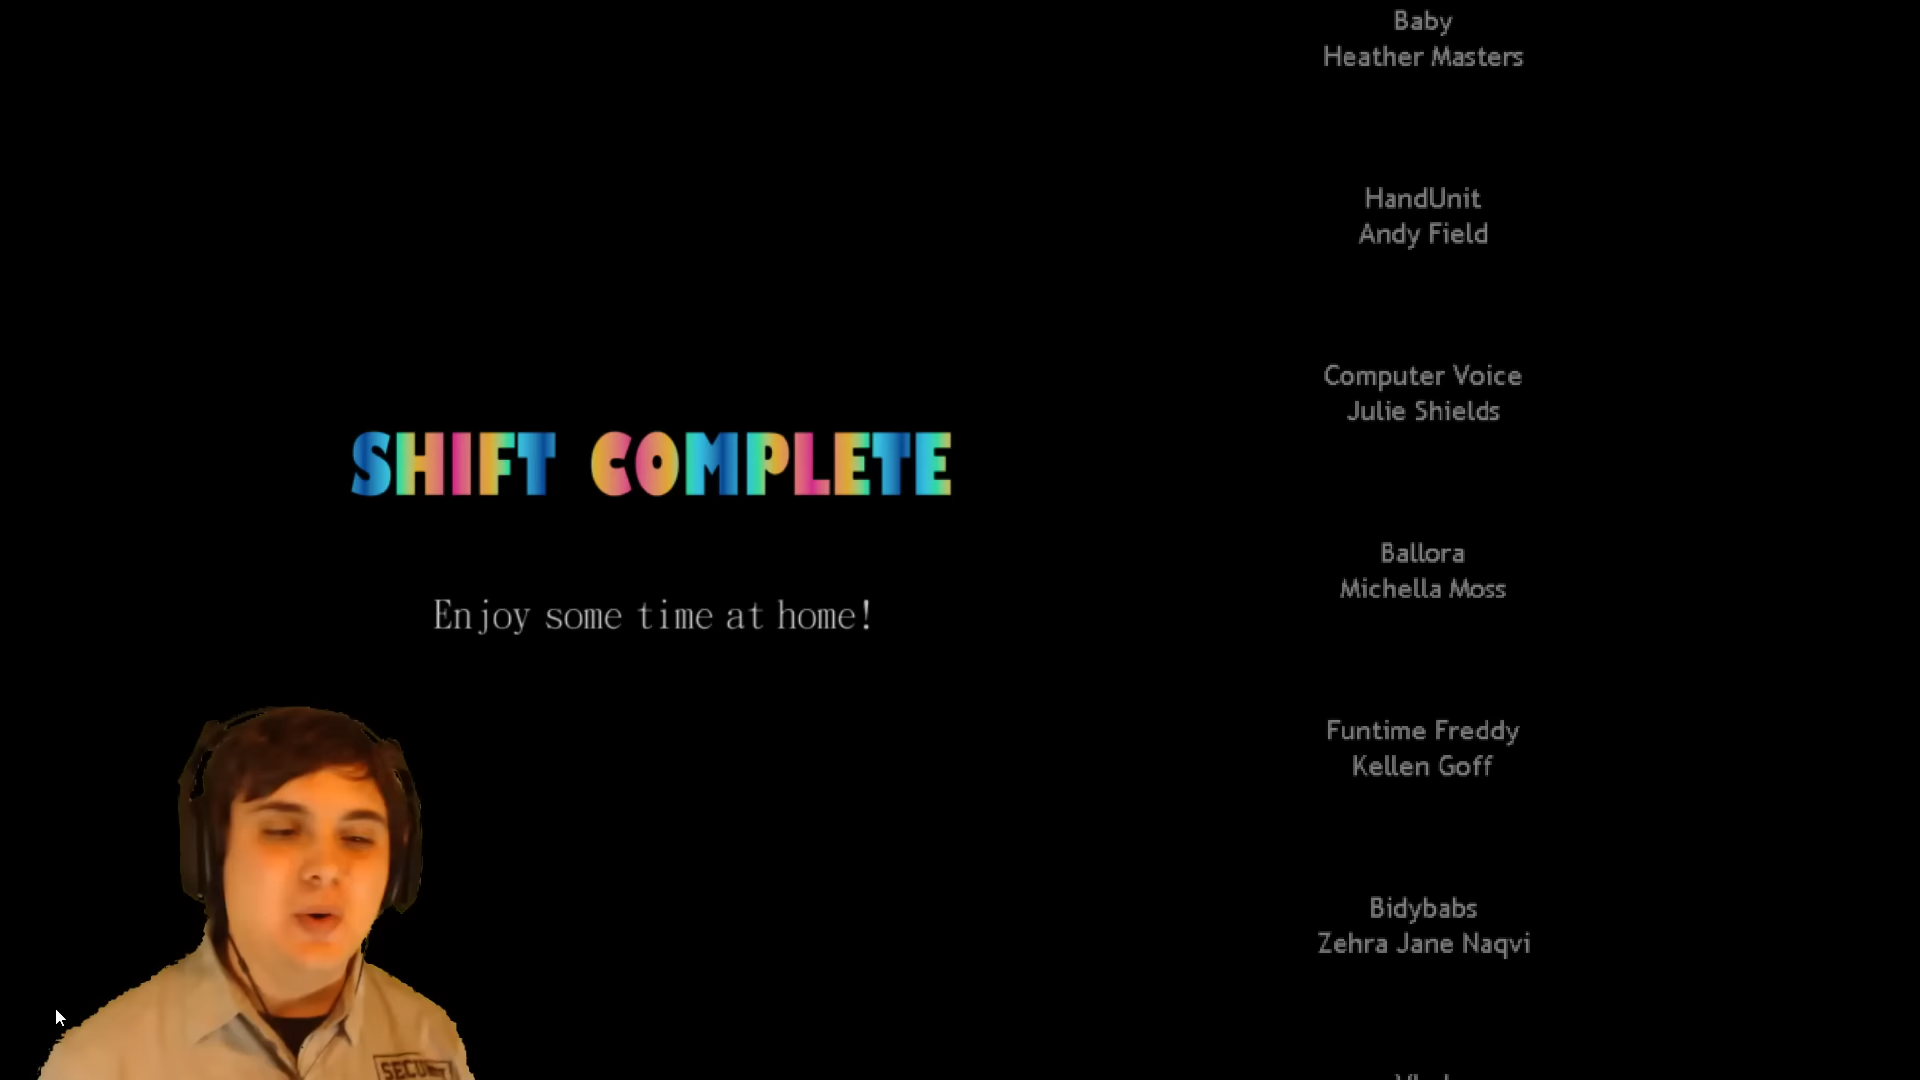 SHIFT COMPLETE
Enjoy some time at home!
Baby
Heather Masters
HandUnit
Andy Field
Computer Voice
Julie Shields
Ballora
Michella Moss
Funtime Freddy
Kellen Goff
Bidybabs
Zehra Jane Naqvi